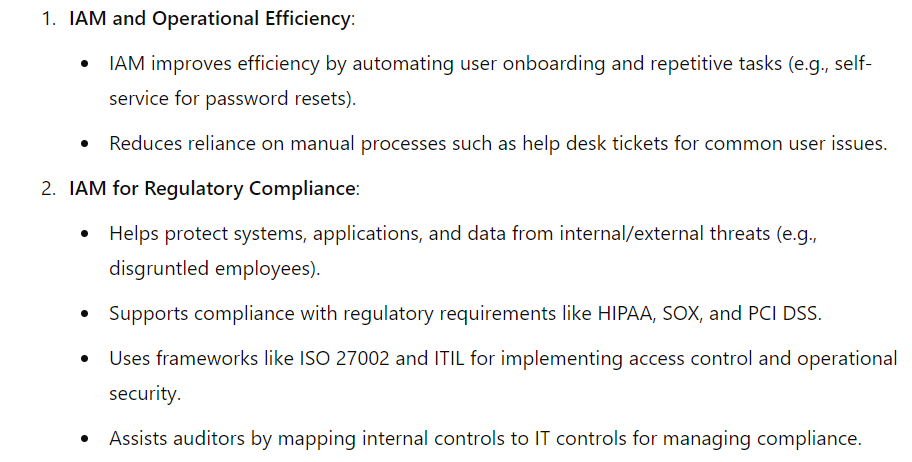 1. IAM and Operational Efficiency:
• IAM improves efficiency by automating user onboarding and repetitive tasks (e.g., self-
service for password resets).
• Reduces reliance on manual processes such as help desk tickets for common user issues.
2. IAM for Regulatory Compliance:
• Helps protect systems, applications, and data from internal/external threats (e.g.,
disgruntled employees).
• Supports compliance with regulatory requirements like HIPAA, SOX, and PCI DSS.
• Uses frameworks like ISO 27002 and ITIL for implementing access control and operational
security.
• Assists auditors by mapping internal controls to IT controls for managing compliance.